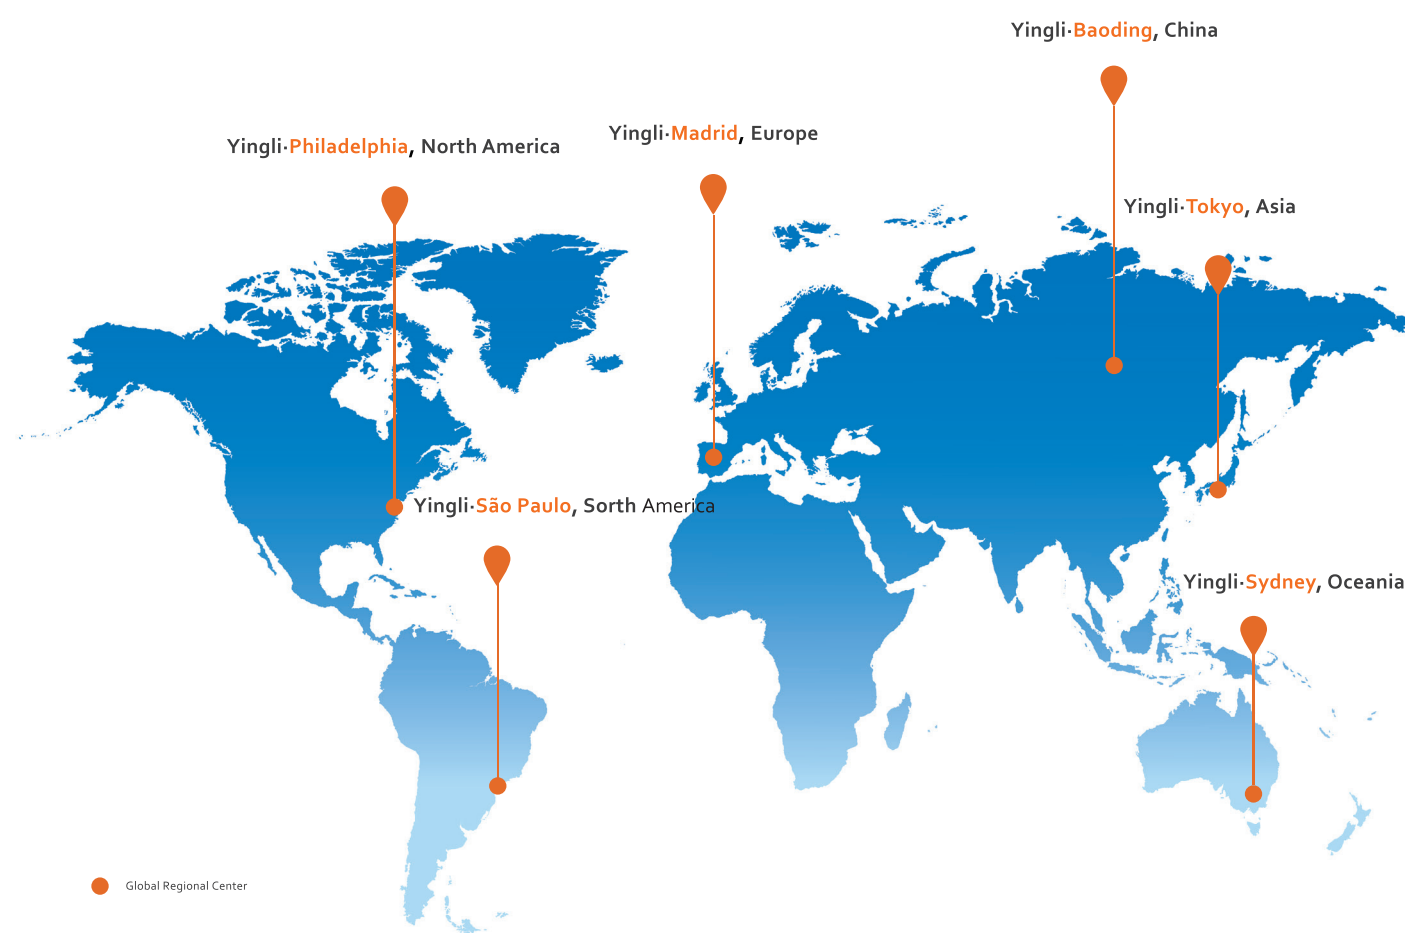 Yingli·Baoding, China
Yingli·Madrid, Europe
Yingli·Philadelphia, North America
Yingli·Tokyo, Asia
Yingli·São Paulo, Sorth America
Yingli·Sydney, Oceania
Global Regional Center